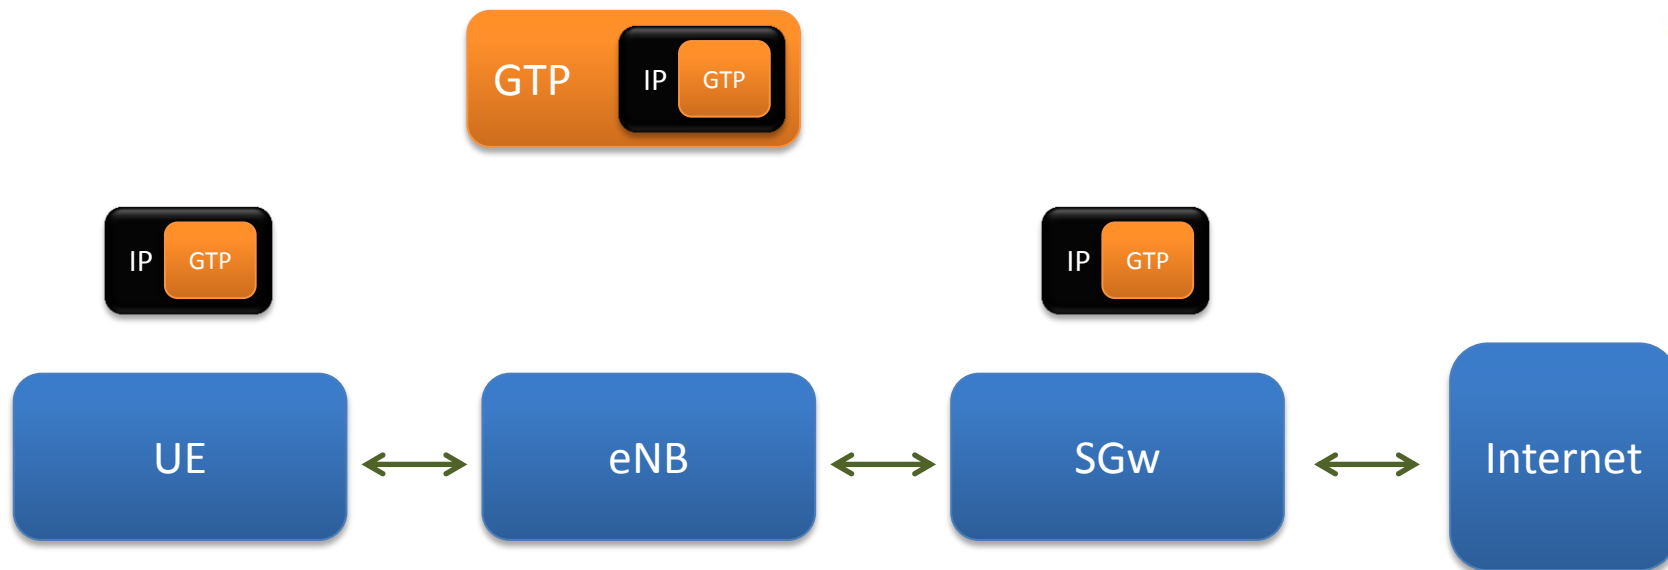 GTP IP GTP
IP GTP
IP GTP
UE
eNB
SGw
Internet